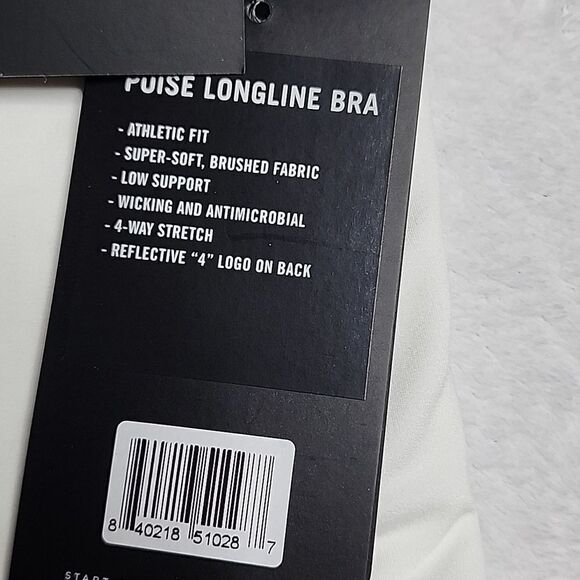 POISE LONGLINE BRA
- ATHLETIC FIT
- SUPER-SOFT, BRUSHED FABRIC
- LOW SUPPORT
- WICKING AND ANTIMICROBIAL
- 4-WAY STRETCH
- REFLECTIVE “4” LOGO ON BACK
8 40218 51028 7
START